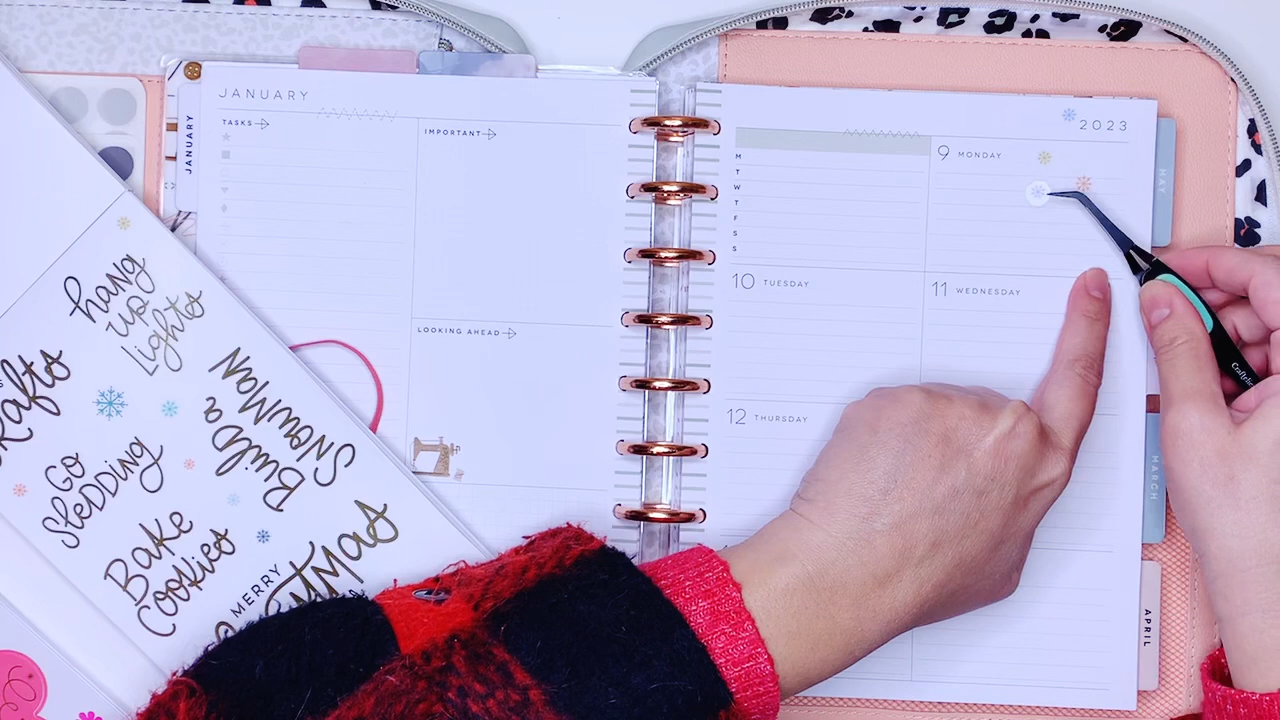 JANUARY
TASKS
IMPORTANT
LOOKING AHEAD
JANUARY
2023
M
T
W
T
F
S
S
9 MONDAY
10 TUESDAY
11 WEDNESDAY
12 THURSDAY
MAY
MARCH
APRIL
hang
up
Lights
Crafts
Build a
SNowMaN
Go
SleDDiNg
Bake
Cookies
MERRY